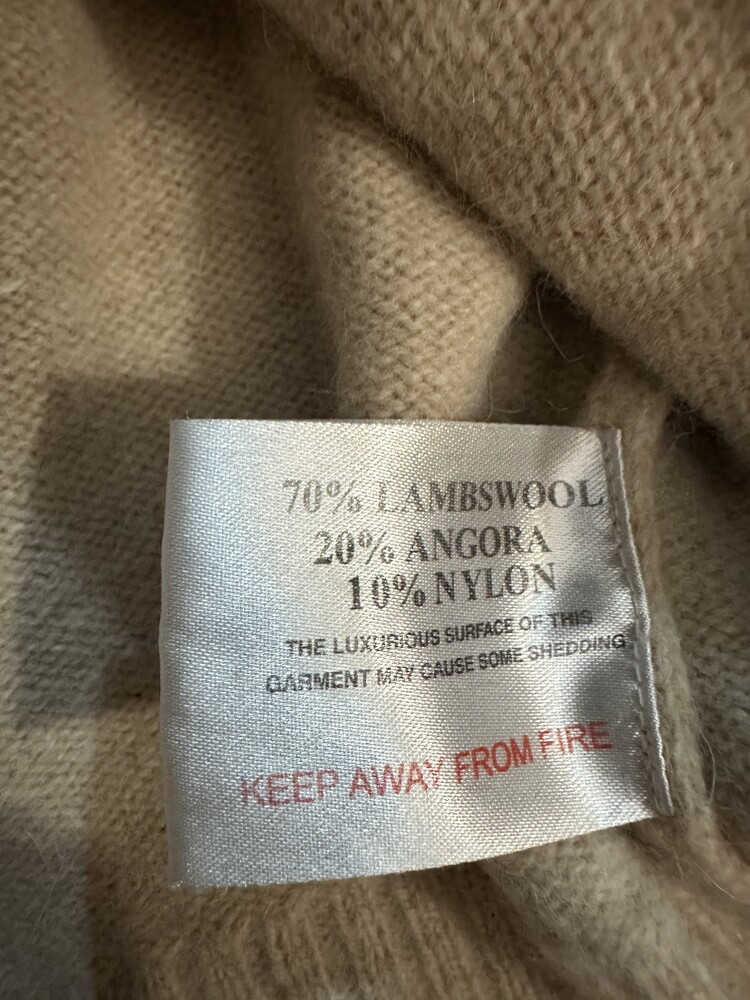 70% LAMBSWOOL
20% ANGORA
10% NYLON
THE LUXURIOUS SURFACE OF THIS
GARMENT MAY CAUSE SOME SHEDDING
KEEP AWAY FROM FIRE